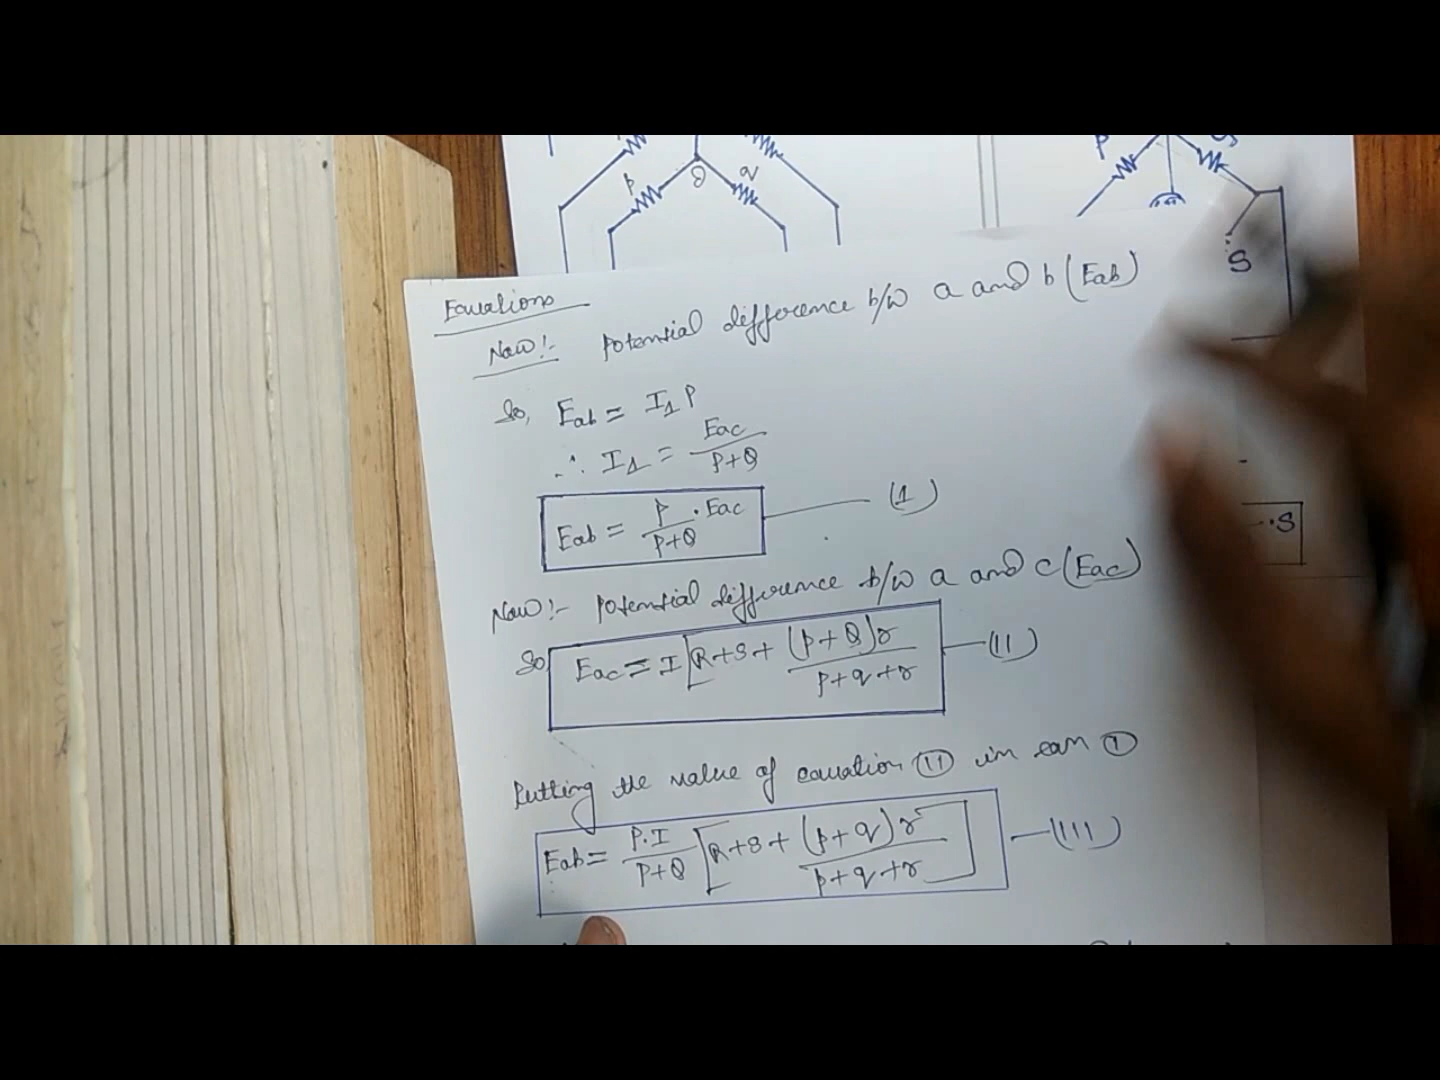 P
S
P
q
g
.S
Equations
Now!- Potential difference b/w a and b (Eab)
So, Eab = I₁P
∴ I₁ = Eac / P+Q
Eab = P / P+Q . Eac — (1)
Now!- Potential difference b/w a and c (Eac)
So Eac = I [R+S+ (P+Q)r / p+q+r — (11)
Putting the value of equation (11) in eqn (1)
Eab = P.I / P+Q [R+S+ (p+q)r / p+q+r] — (111)